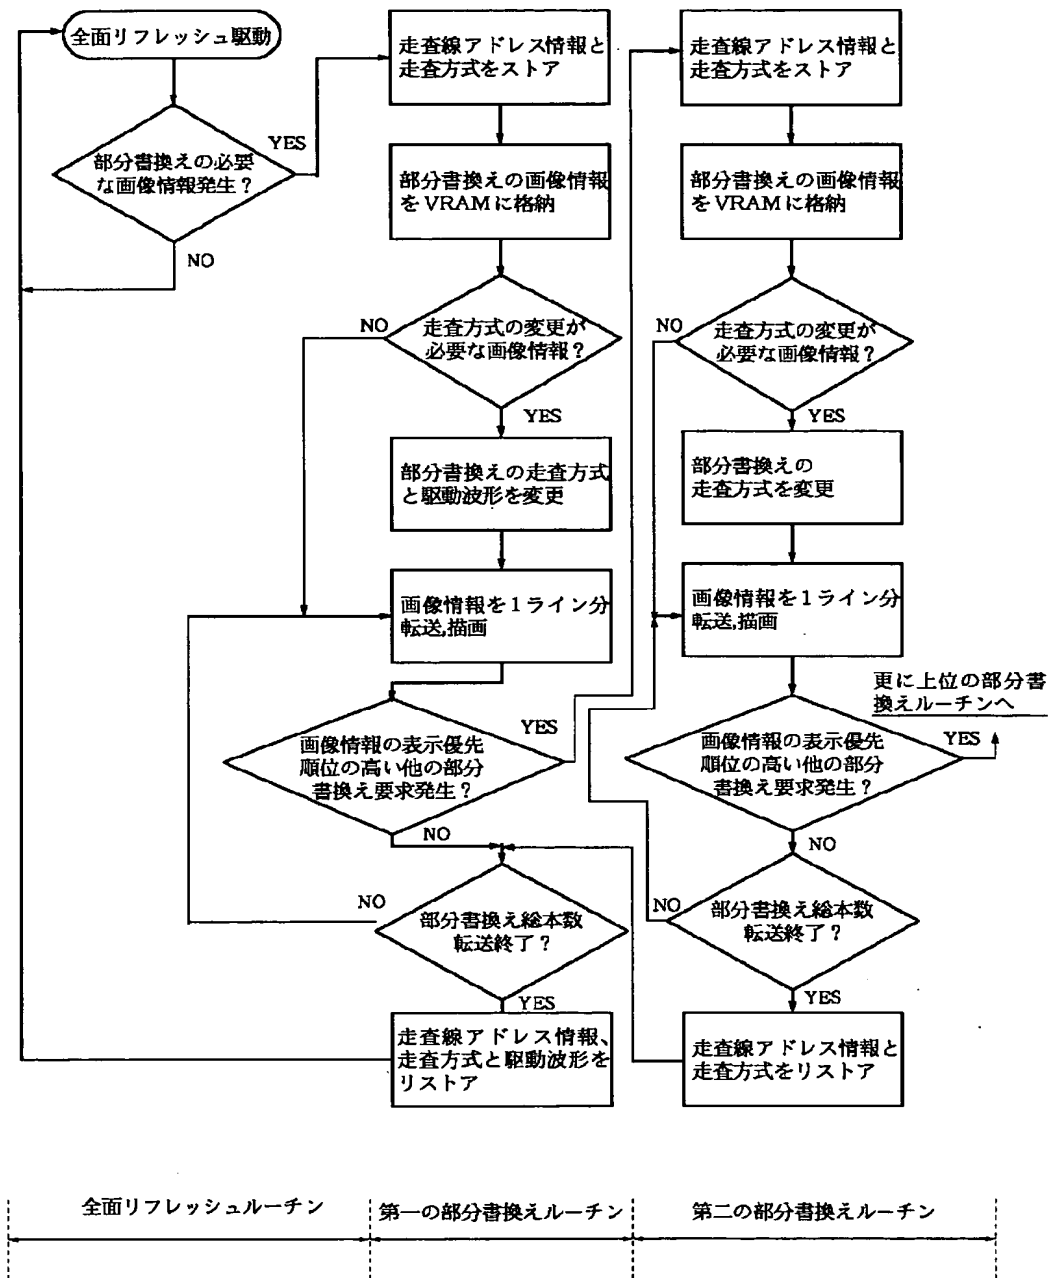 全面リフレッシュ駆動
部分書換えの必要
な画像情報発生？
YES
NO
走査線アドレス情報と
走査方式をストア
部分書換えの画像情報
をVRAMに格納
走査方式の変更が
必要な画像情報？
NO
YES
部分書換えの走査方式
と駆動波形を変更
画像情報を１ライン分
転送,描画
画像情報の表示優先
順位の高い他の部分
書換え要求発生？
YES
NO
部分書換え総本数
転送終了？
NO
YES
走査線アドレス情報、
走査方式と駆動波形を
リストア
走査線アドレス情報と
走査方式をストア
部分書換えの画像情報
をVRAMに格納
走査方式の変更が
必要な画像情報？
NO
YES
部分書換えの
走査方式を変更
画像情報を１ライン分
転送,描画
更に上位の部分書
換えルーチンへ
画像情報の表示優先
順位の高い他の部分
書換え要求発生？
YES
NO
部分書換え総本数
転送終了？
NO
YES
走査線アドレス情報と
走査方式をリストア
全面リフレッシュルーチン
第一の部分書換えルーチン
第二の部分書換えルーチン